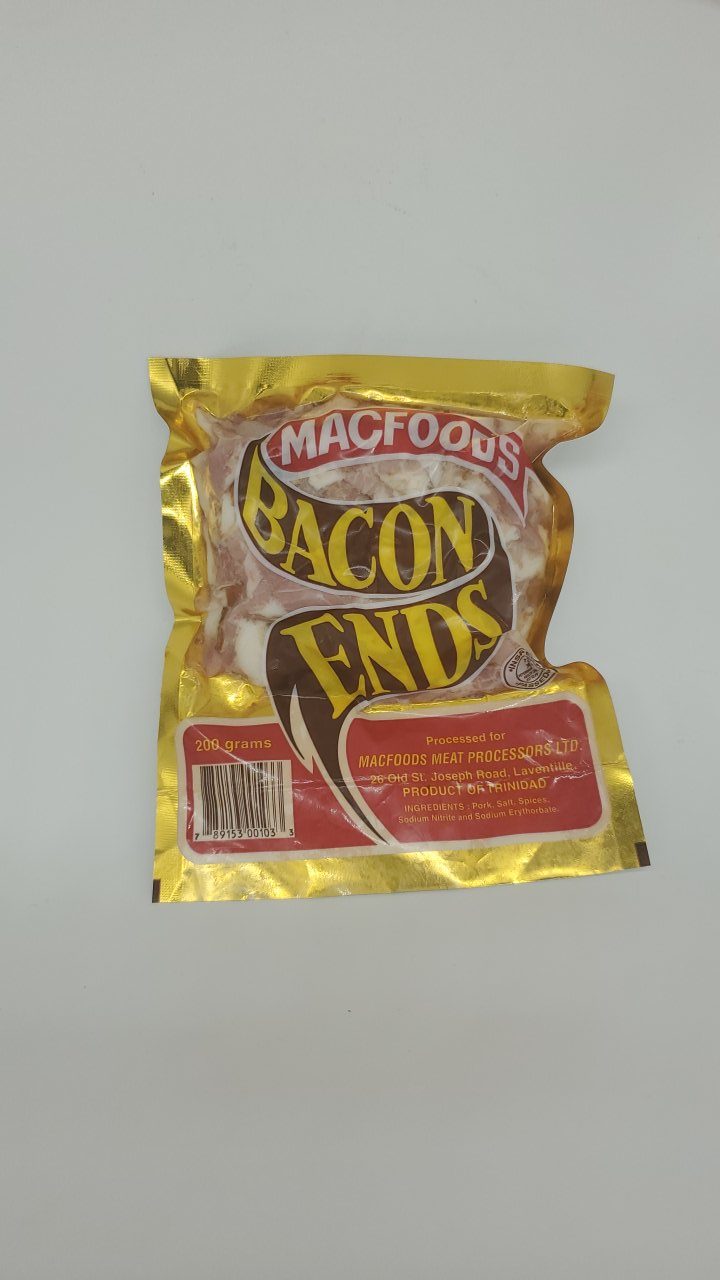 MACFOODS
BACON
ENDS
200 grams
7 89153 00103 3
Processed for
MACFOODS MEAT PROCESSORS LTD.
26 Old St. Joseph Road, Laventille.
PRODUCT OF TRINIDAD
INGREDIENTS : Pork, Salt, Spices,
Sodium Nitrite and Sodium Erythorbate.